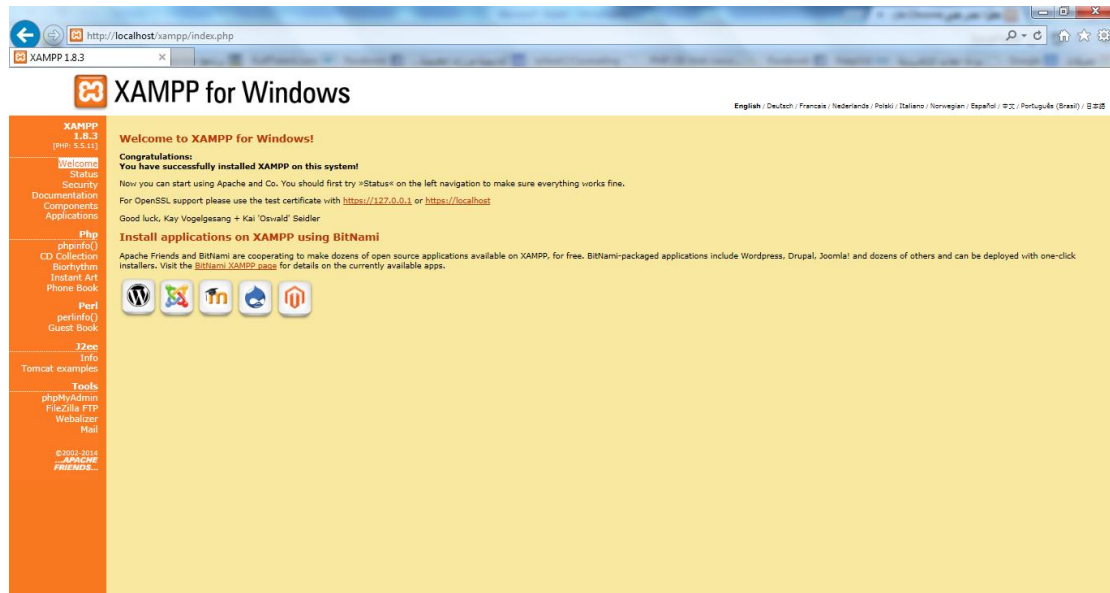 http://localhost/xampp/index.php
XAMPP 1.8.3
XAMPP for Windows
English / Deutsch / Francais / Nederlands / Polski / Italiano / Norwegian / Español / 中文 / Português (Brasil) / 日本語
XAMPP
1.8.3
[PHP: 5.5.11]
Welcome
Status
Security
Documentation
Components
Applications
Php
phpinfo()
CD Collection
Biorhythm
Instant Art
Phone Book
Perl
perlinfo()
Guest Book
J2ee
Info
Tomcat examples
Tools
phpMyAdmin
FileZilla FTP
Webalizer
Mail
©2002-2014
...APACHE
FRIENDS...
Welcome to XAMPP for Windows!
Congratulations:
You have successfully installed XAMPP on this system!
Now you can start using Apache and Co. You should first try »Status« on the left navigation to make sure everything works fine.
For OpenSSL support please use the test certificate with https://127.0.0.1 or https://localhost
Good luck, Kay Vogelgesang + Kai 'Oswald' Seidler
Install applications on XAMPP using BitNami
Apache Friends and BitNami are cooperating to make dozens of open source applications available on XAMPP, for free. BitNami-packaged applications include Wordpress, Drupal, Joomla! and dozens of others and can be deployed with one-click
installers. Visit the BitNami XAMPP page for details on the currently available apps.